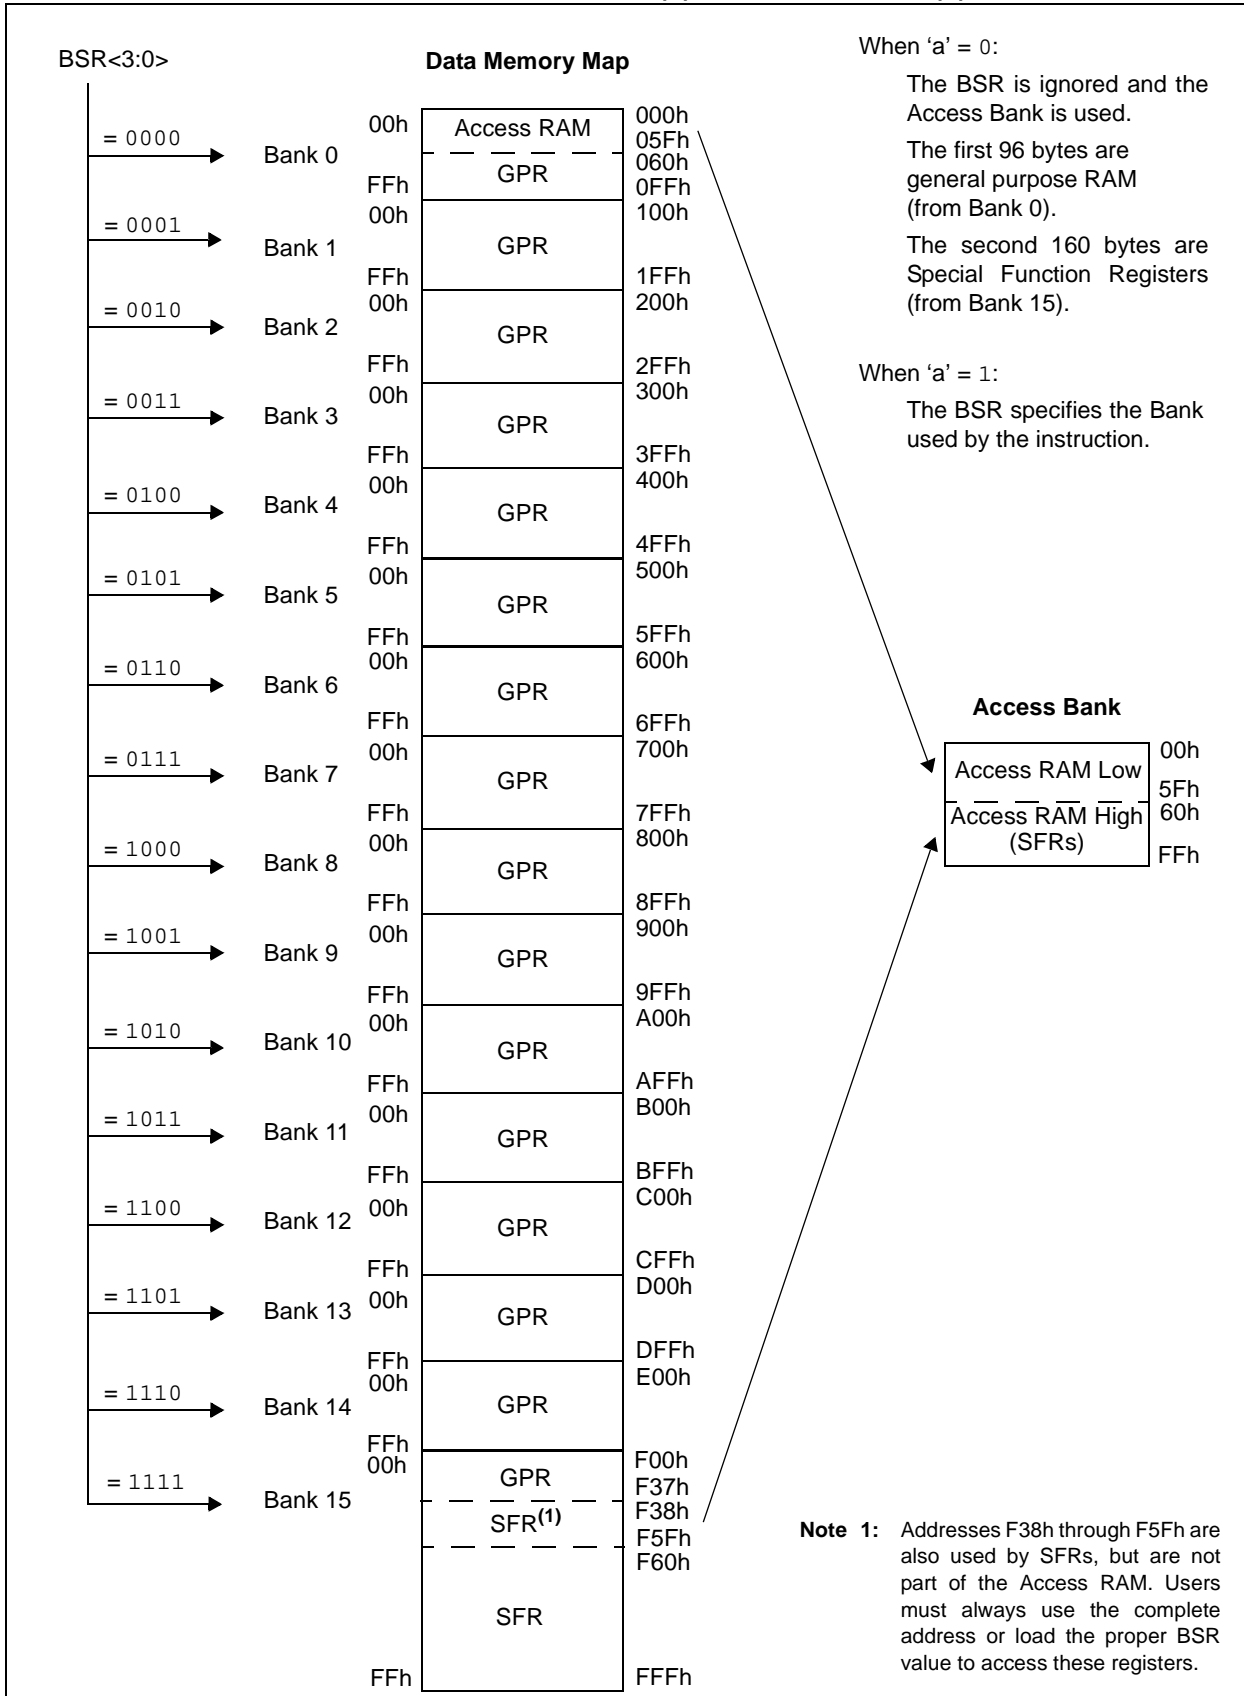 BSR<3:0>
Data Memory Map
When ‘a’ = 0:
The BSR is ignored and the
Access Bank is used.
The first 96 bytes are
general purpose RAM
(from Bank 0).
The second 160 bytes are
Special Function Registers
(from Bank 15).
When ‘a’ = 1:
The BSR specifies the Bank
used by the instruction.
= 0000
Bank 0
00h
Access RAM
000h
05Fh
060h
GPR
FFh
0FFh
= 0001
Bank 1
00h
100h
GPR
FFh
1FFh
= 0010
Bank 2
00h
200h
GPR
FFh
2FFh
= 0011
Bank 3
00h
300h
GPR
FFh
3FFh
= 0100
Bank 4
00h
400h
GPR
FFh
4FFh
= 0101
Bank 5
00h
500h
GPR
FFh
5FFh
= 0110
Bank 6
00h
600h
GPR
FFh
6FFh
= 0111
Bank 7
00h
700h
GPR
FFh
7FFh
= 1000
Bank 8
00h
800h
GPR
FFh
8FFh
= 1001
Bank 9
00h
900h
GPR
FFh
9FFh
= 1010
Bank 10
00h
A00h
GPR
FFh
AFFh
= 1011
Bank 11
00h
B00h
GPR
FFh
BFFh
= 1100
Bank 12
00h
C00h
GPR
FFh
CFFh
= 1101
Bank 13
00h
D00h
GPR
FFh
DFFh
= 1110
Bank 14
00h
E00h
GPR
FFh
= 1111
Bank 15
00h
F00h
GPR
F37h
F38h
SFR(1)
F5Fh
F60h
SFR
FFh
FFFh
Access Bank
Access RAM Low
00h
5Fh
Access RAM High
(SFRs)
60h
FFh
Note 1: Addresses F38h through F5Fh are
also used by SFRs, but are not
part of the Access RAM. Users
must always use the complete
address or load the proper BSR
value to access these registers.